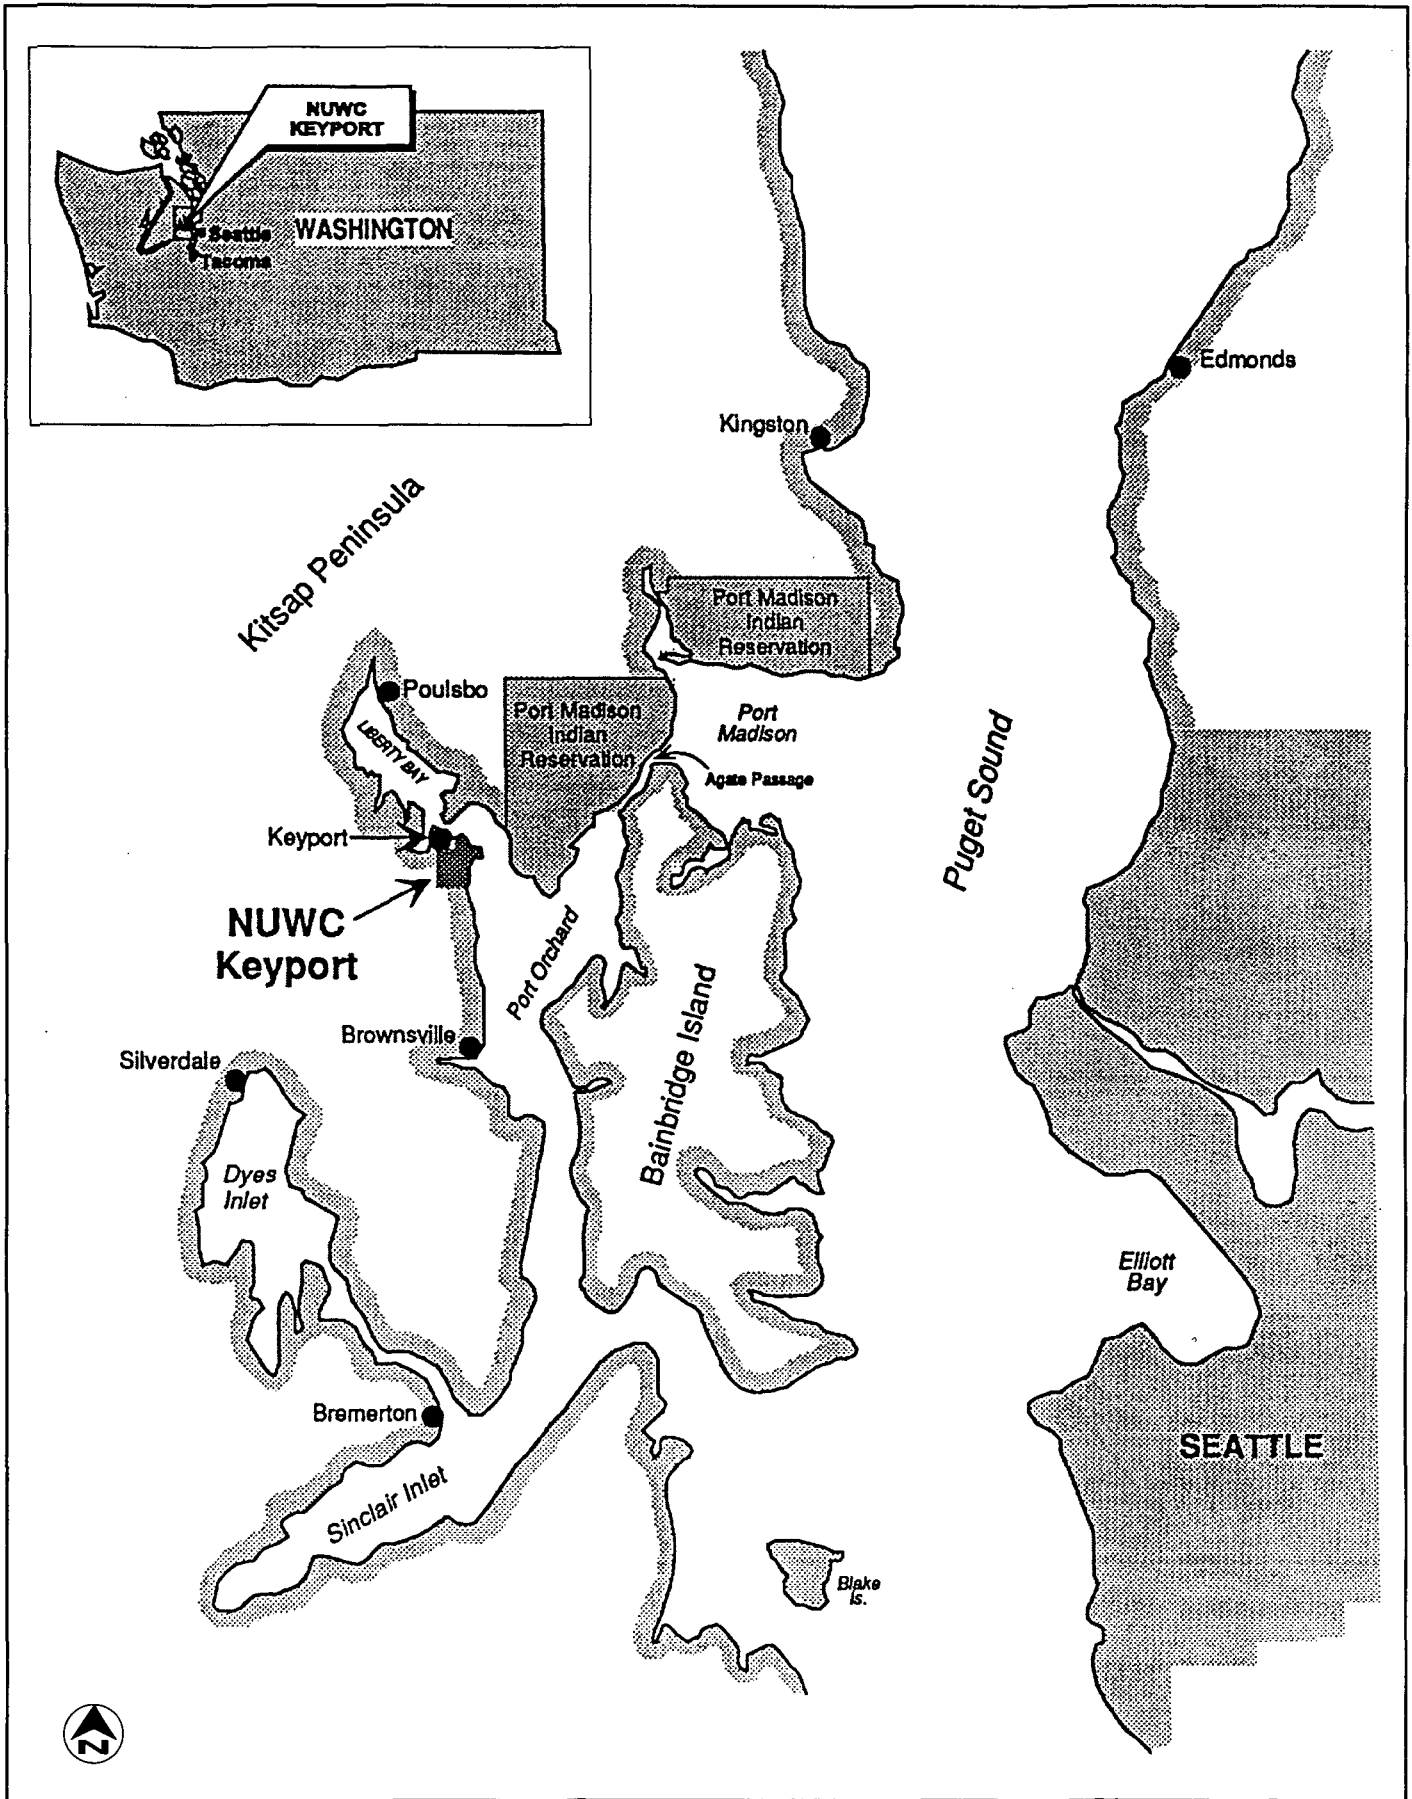 NUWC
KEYPORT
WASHINGTON
Seattle
Tacoma
Edmonds
Kingston
Kitsap Peninsula
Port Madison
Indian
Reservation
Poulsbo
LIBERTY BAY
Port Madison
Indian
Reservation
Port
Madison
Agate Passage
Puget Sound
Keyport
NUWC
Keyport
Port Orchard
Bainbridge Island
Brownsville
Silverdale
Dyes
Inlet
Elliott
Bay
Bremerton
SEATTLE
Sinclair Inlet
Blake
Is.
N